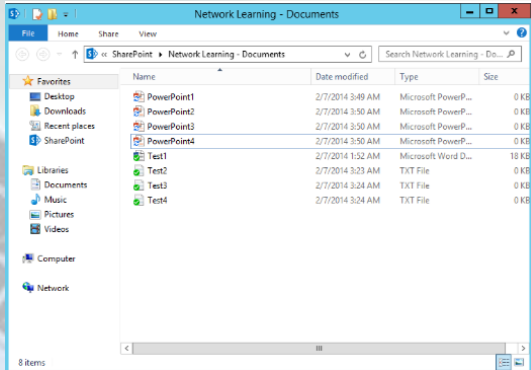 Network Learning - Documents
File Home Share View
« SharePoint Network Learning - Documents Search Network Learning - Do...
Favorites
Desktop
Downloads
Recent places
SharePoint
Libraries
Documents
Music
Pictures
Videos
Computer
Network
Name Date modified Type Size
PowerPoint1 2/7/2014 3:49 AM Microsoft PowerP... 0 KB
PowerPoint2 2/7/2014 3:50 AM Microsoft PowerP... 0 KB
PowerPoint3 2/7/2014 3:50 AM Microsoft PowerP... 0 KB
PowerPoint4 2/7/2014 3:50 AM Microsoft PowerP... 0 KB
Test1 2/7/2014 1:52 AM Microsoft Word D... 18 KB
Test2 2/7/2014 3:23 AM TXT File 0 KB
Test3 2/7/2014 3:24 AM TXT File 0 KB
Test4 2/7/2014 3:24 AM TXT File 0 KB
8 items